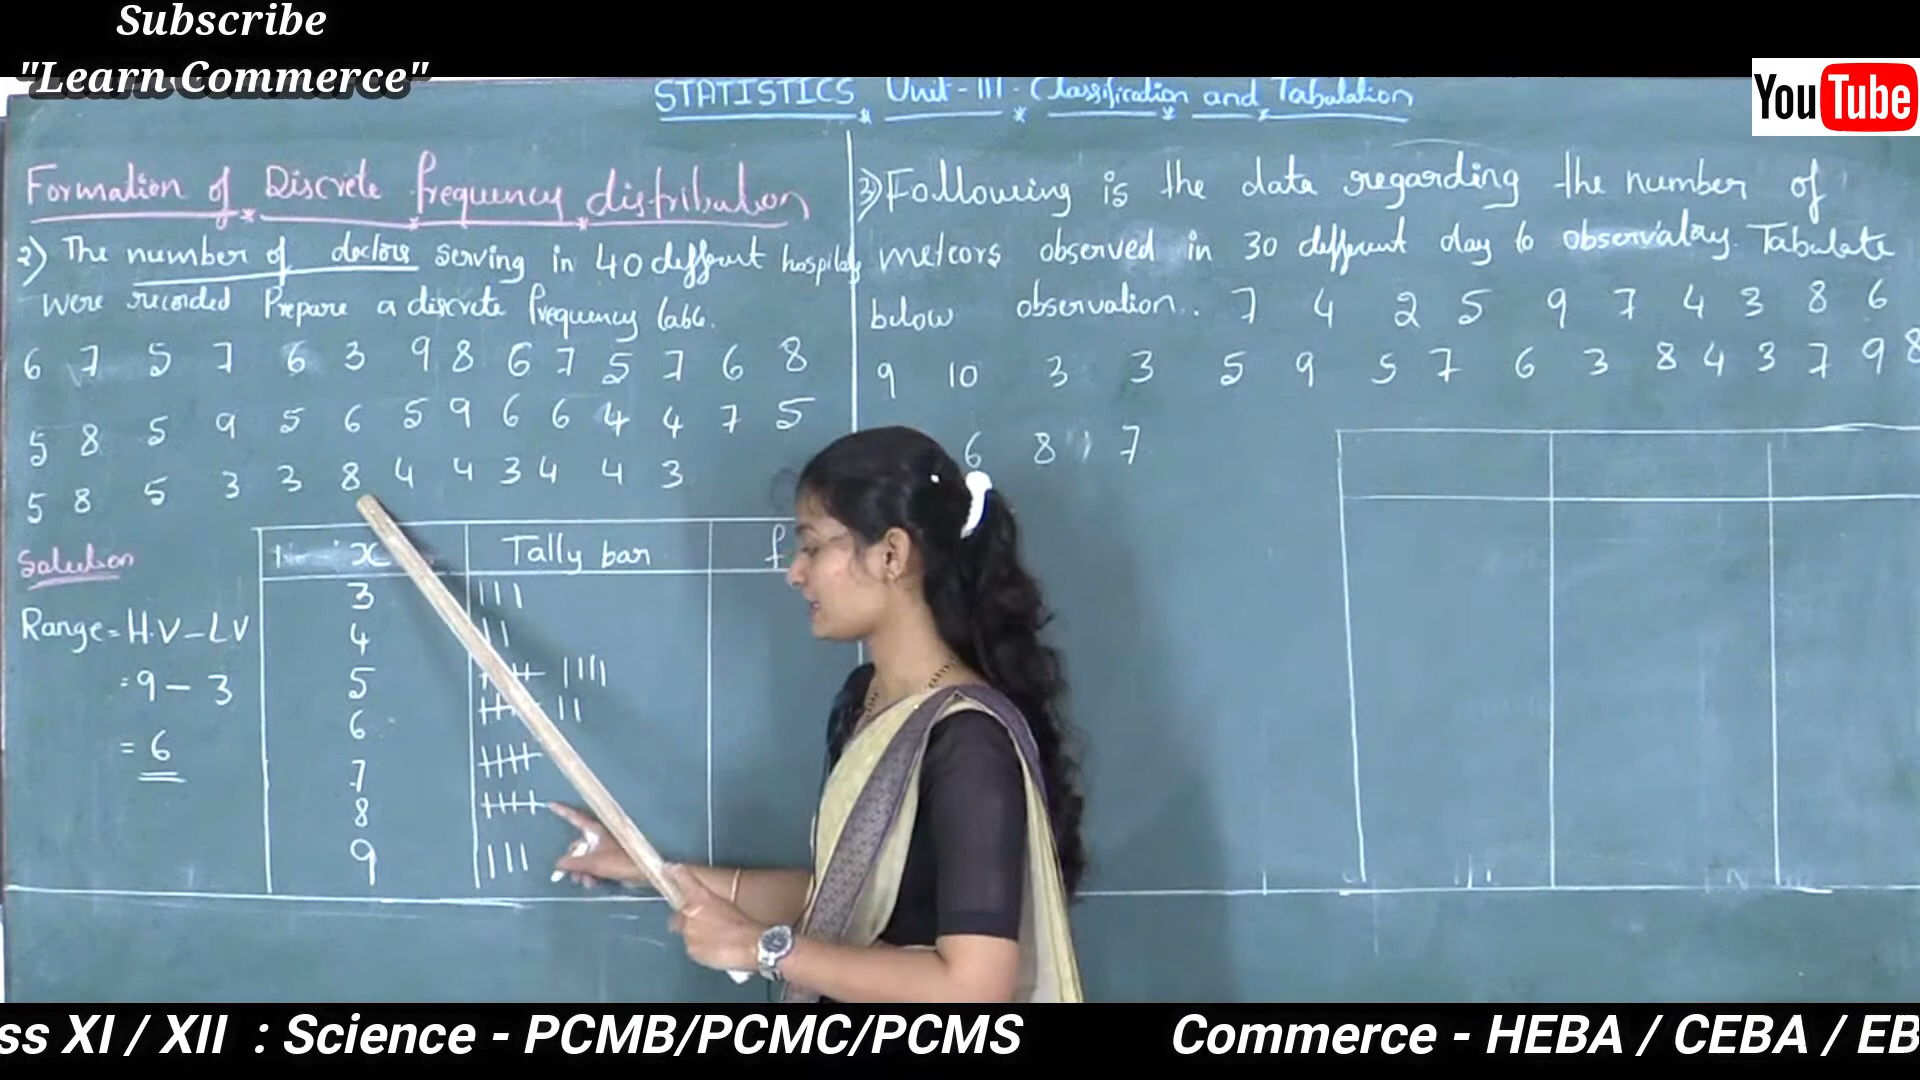 Subscribe
"Learn Commerce"
YouTube
STATISTICS Unit - III - Classification and Tabulation
Formation of Discrete frequency distribution
2) The number of doctors serving in 40 different hospitals
were recorded Prepare a discrete frequency table.
6 7 5 7 6 3 9 8 6 7 5 7 6 8
5 8 5 9 5 6 5 9 6 6 4 4 7 5
5 8 5 3 3 8 4 4 3 4 4 3
Solution
Range = H.V - L.V
= 9 - 3
= 6
x Tally bar f
3 |||
4 ||
5 |||| ||||
6 |||| ||
7 ||||
8 ||||
9 |||
3) Following is the data regarding the number of
meteors observed in 30 different day to observatory. Tabulate
below observation.. 7 4 2 5 9 7 4 3 8 6
9 10 3 3 5 9 5 7 6 3 8 4 3 7 9 8
6 8 7
ss XI / XII : Science - PCMB/PCMC/PCMS Commerce - HEBA / CEBA / EB